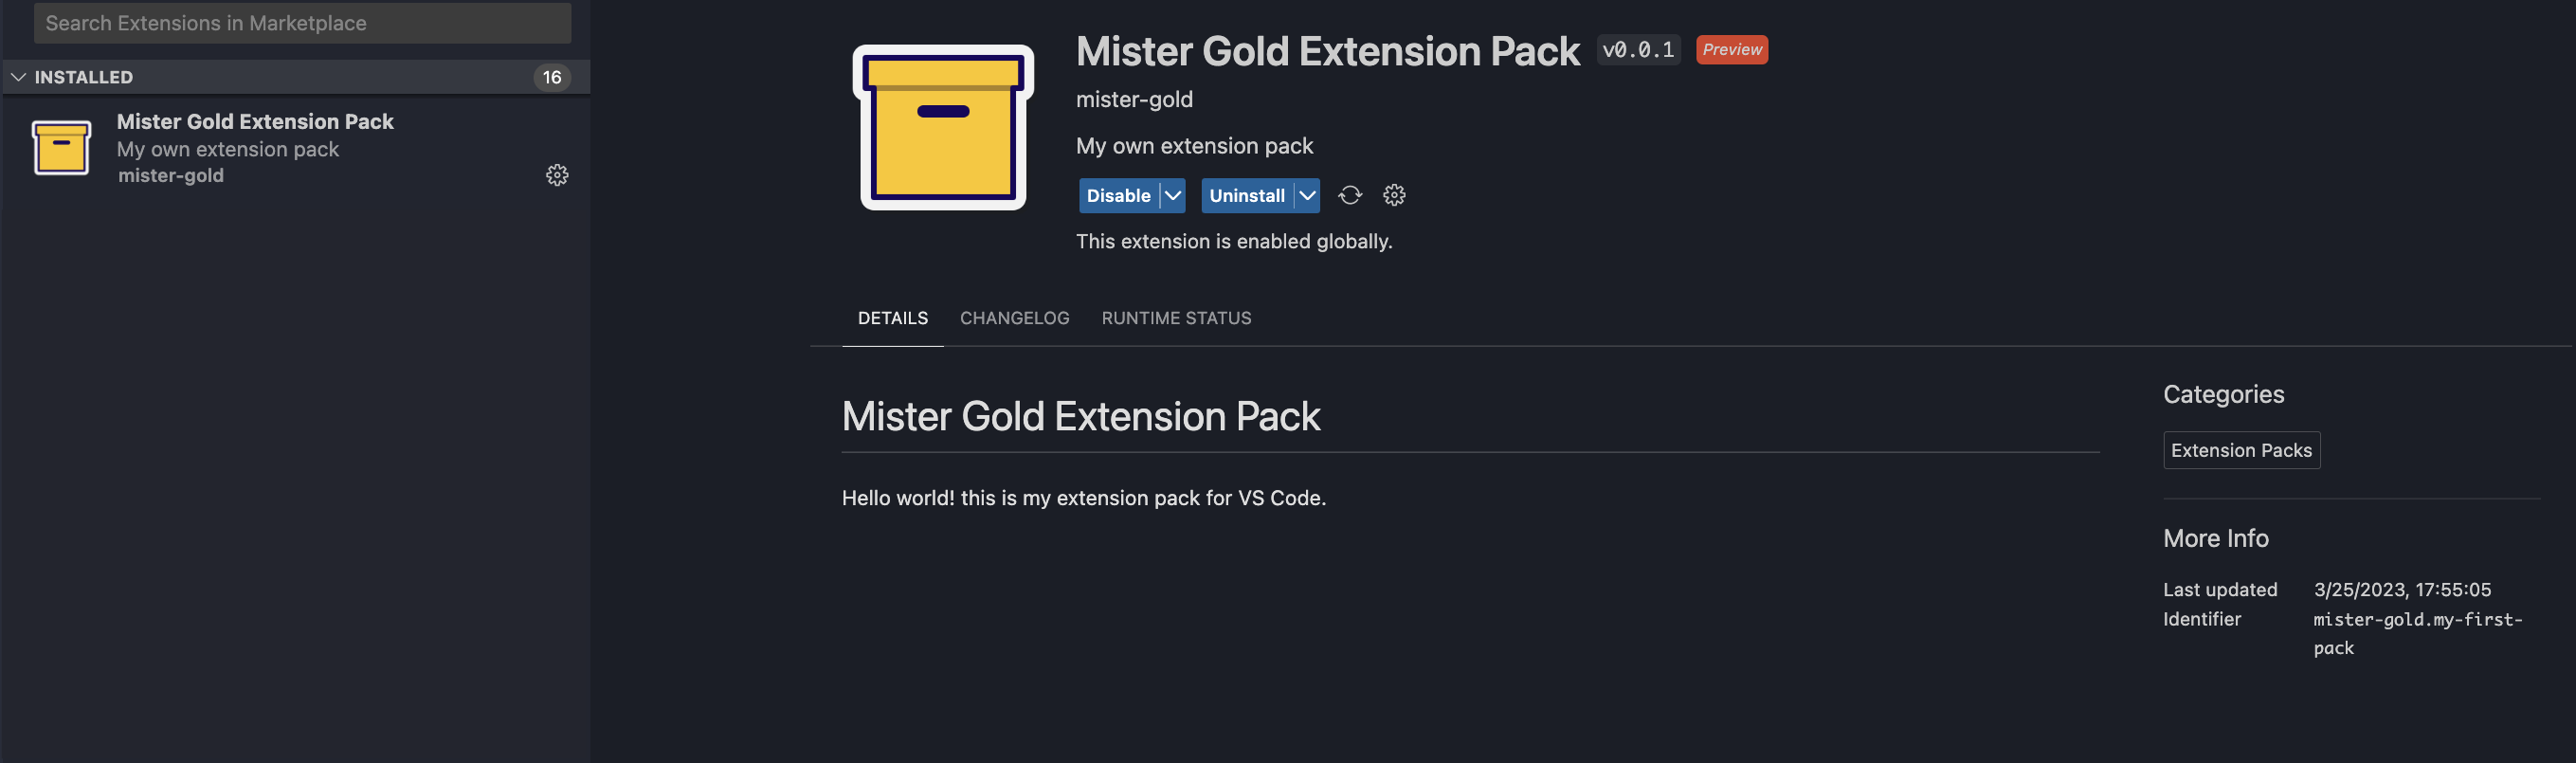 Search Extensions in Marketplace
INSTALLED 16
Mister Gold Extension Pack
My own extension pack
mister-gold
Mister Gold Extension Pack v0.0.1 Preview
mister-gold
My own extension pack
Disable Uninstall
This extension is enabled globally.
DETAILS CHANGELOG RUNTIME STATUS
Mister Gold Extension Pack
Hello world! this is my extension pack for VS Code.
Categories
Extension Packs
More Info
Last updated 3/25/2023, 17:55:05
Identifier mister-gold.my-first-
pack